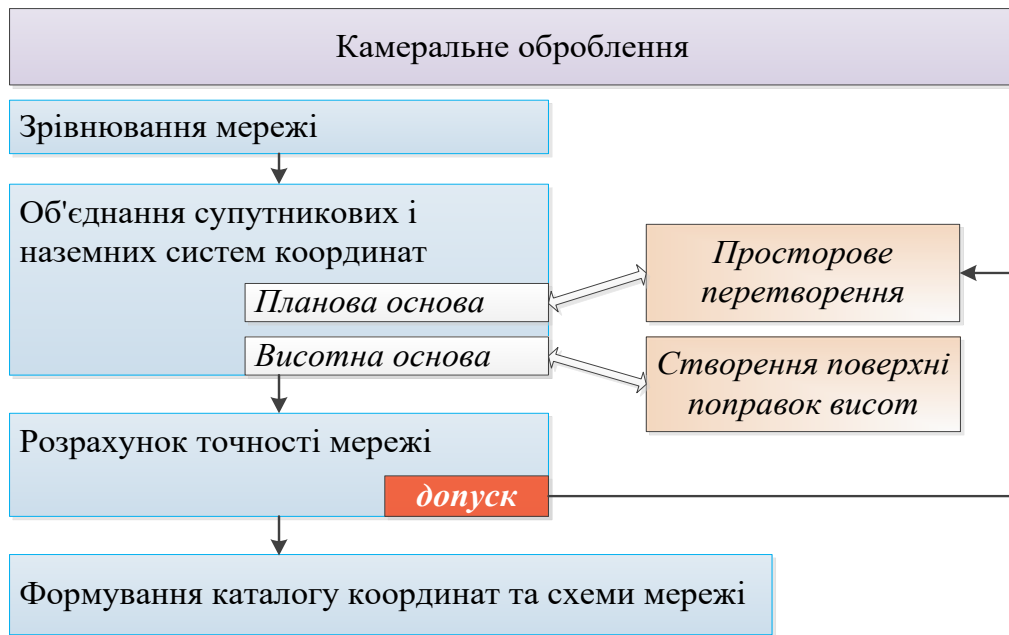 Камеральне оброблення
Зрівнювання мережі
Об'єднання супутникових і
наземних систем координат
Планова основа
Висотна основа
Просторове
перетворення
Створення поверхні
поправок висот
Розрахунок точності мережі
допуск
Формування каталогу координат та схеми мережі